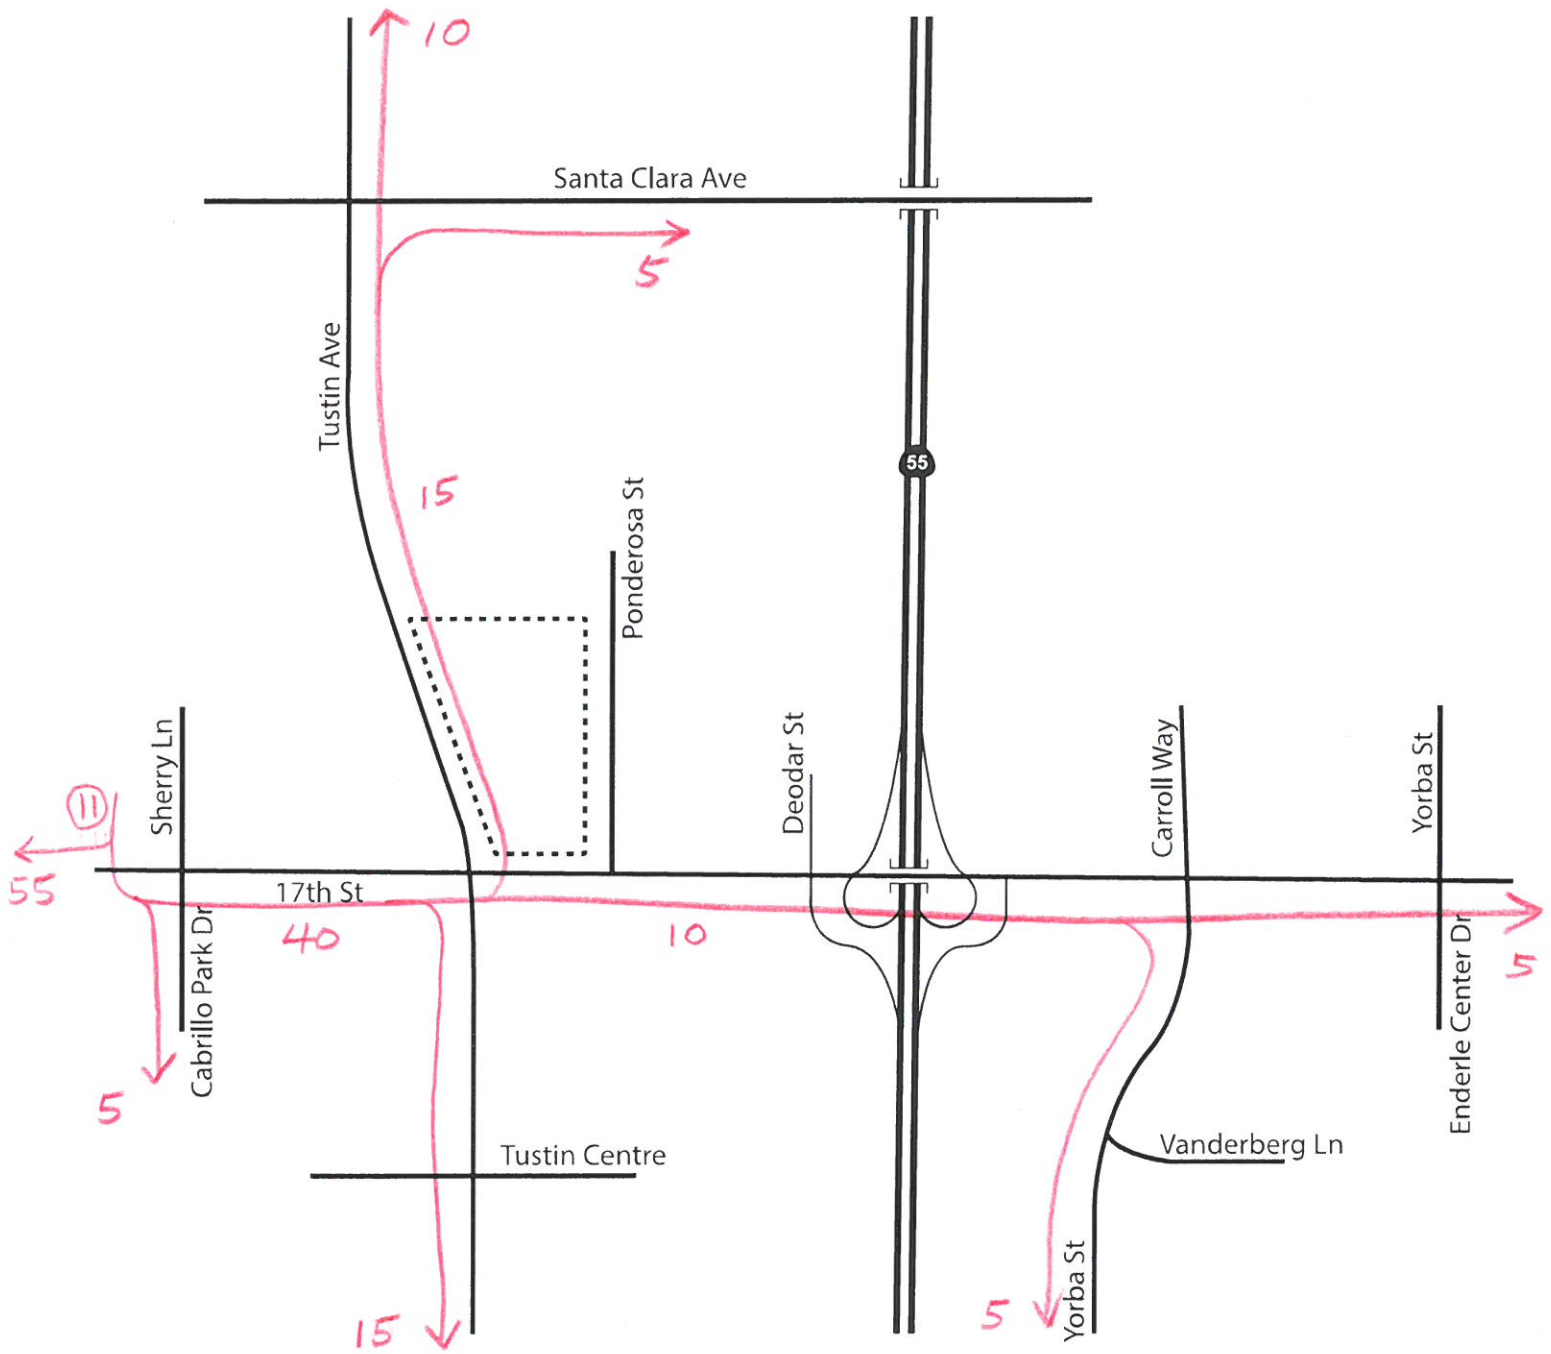 10
Santa Clara Ave
5
Tustin Ave
55
15
Ponderosa St
Sherry Ln
11
Deodar St
Carroll Way
Yorba St
55
17th St
40
10
5
Cabrillo Park Dr
Enderle Center Dr
5
Tustin Centre
Vanderberg Ln
15
5
Yorba St